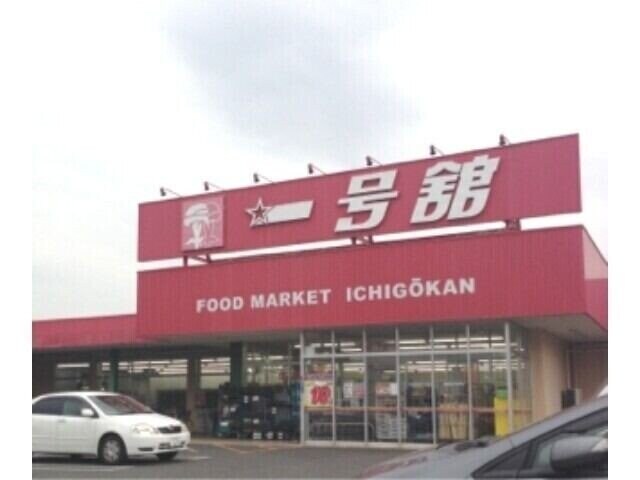 一号舘
FOOD MARKET ICHIGŌKAN